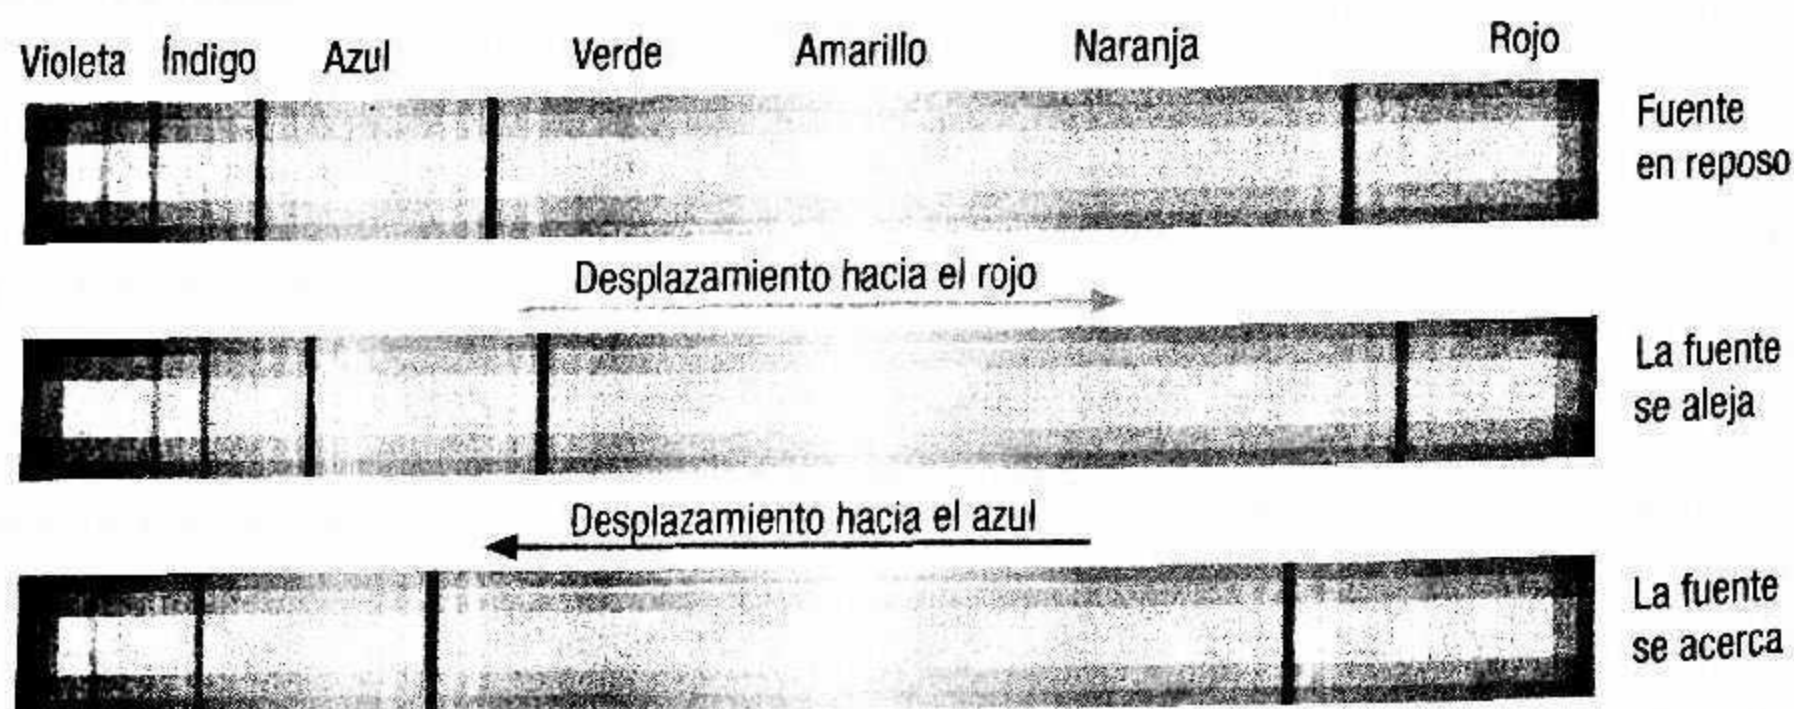 Violeta Índigo Azul Verde Amarillo Naranja Rojo
Fuente
en reposo
Desplazamiento hacia el rojo
La fuente
se aleja
Desplazamiento hacia el azul
La fuente
se acerca